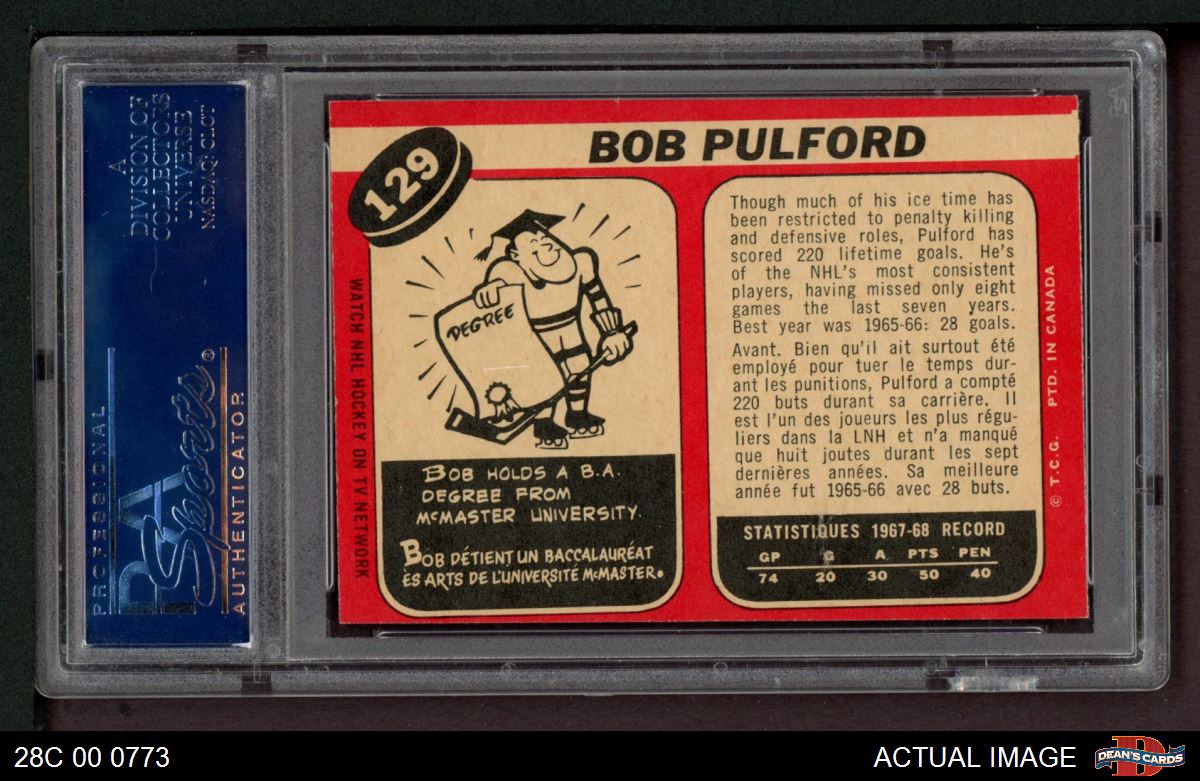 A
DIVISION OF
COLLECTORS
UNIVERSE
NASDAQ: CLCT
PROFESSIONAL
PSA
Sports®
AUTHENTICATOR
129
BOB PULFORD
WATCH NHL HOCKEY ON TV NETWORK
DEGREE
BOB HOLDS A B.A.
DEGREE FROM
McMASTER UNIVERSITY.
BOB DÉTIENT UN BACCALAURÉAT
ÈS ARTS DE L'UNIVERSITÉ McMASTER.
Though much of his ice time has
been restricted to penalty killing
and defensive roles, Pulford has
scored 220 lifetime goals. He's
of the NHL's most consistent
players, having missed only eight
games the last seven years.
Best year was 1965-66: 28 goals.
Avant. Bien qu'il ait surtout été
employé pour tuer le temps dur-
ant les punitions, Pulford a compté
220 buts durant sa carrière. Il
est l'un des joueurs les plus régu-
liers dans la LNH et n'a manqué
que huit joutes durant les sept
dernières années. Sa meilleure
année fut 1965-66 avec 28 buts.
STATISTIQUES 1967-68 RECORD
GP G A PTS PEN
74 20 30 50 40
© T.C.G. PTD. IN CANADA
28C 00 0773
ACTUAL IMAGE
DEAN'S CARDS